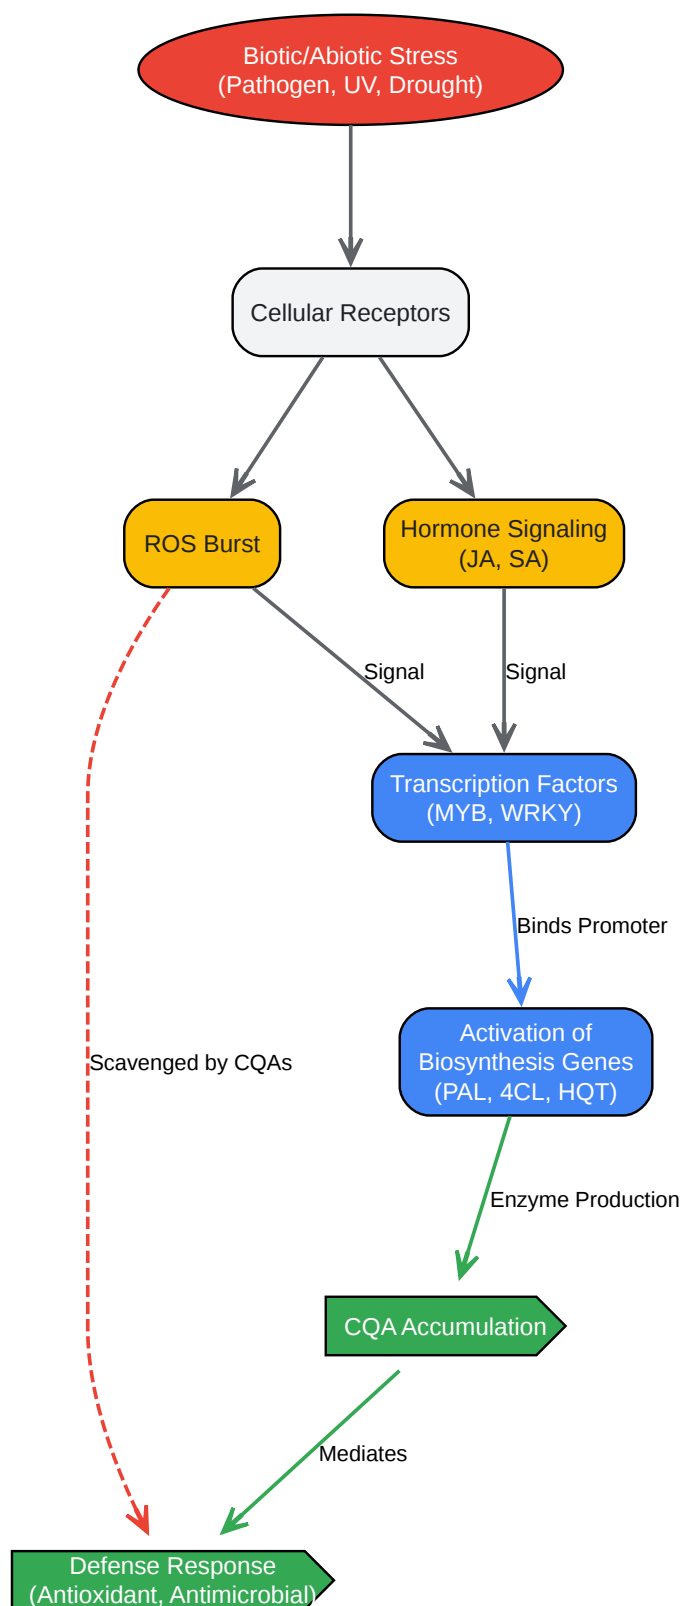 Biotic/Abiotic Stress
(Pathogen, UV, Drought)
Cellular Receptors
ROS Burst
Hormone Signaling
(JA, SA)
Signal
Signal
Transcription Factors
(MYB, WRKY)
Binds Promoter
Activation of
Biosynthesis Genes
(PAL, 4CL, HQT)
Scavenged by CQAs
Enzyme Production
CQA Accumulation
Mediates
Defense Response
(Antioxidant, Antimicrobial)